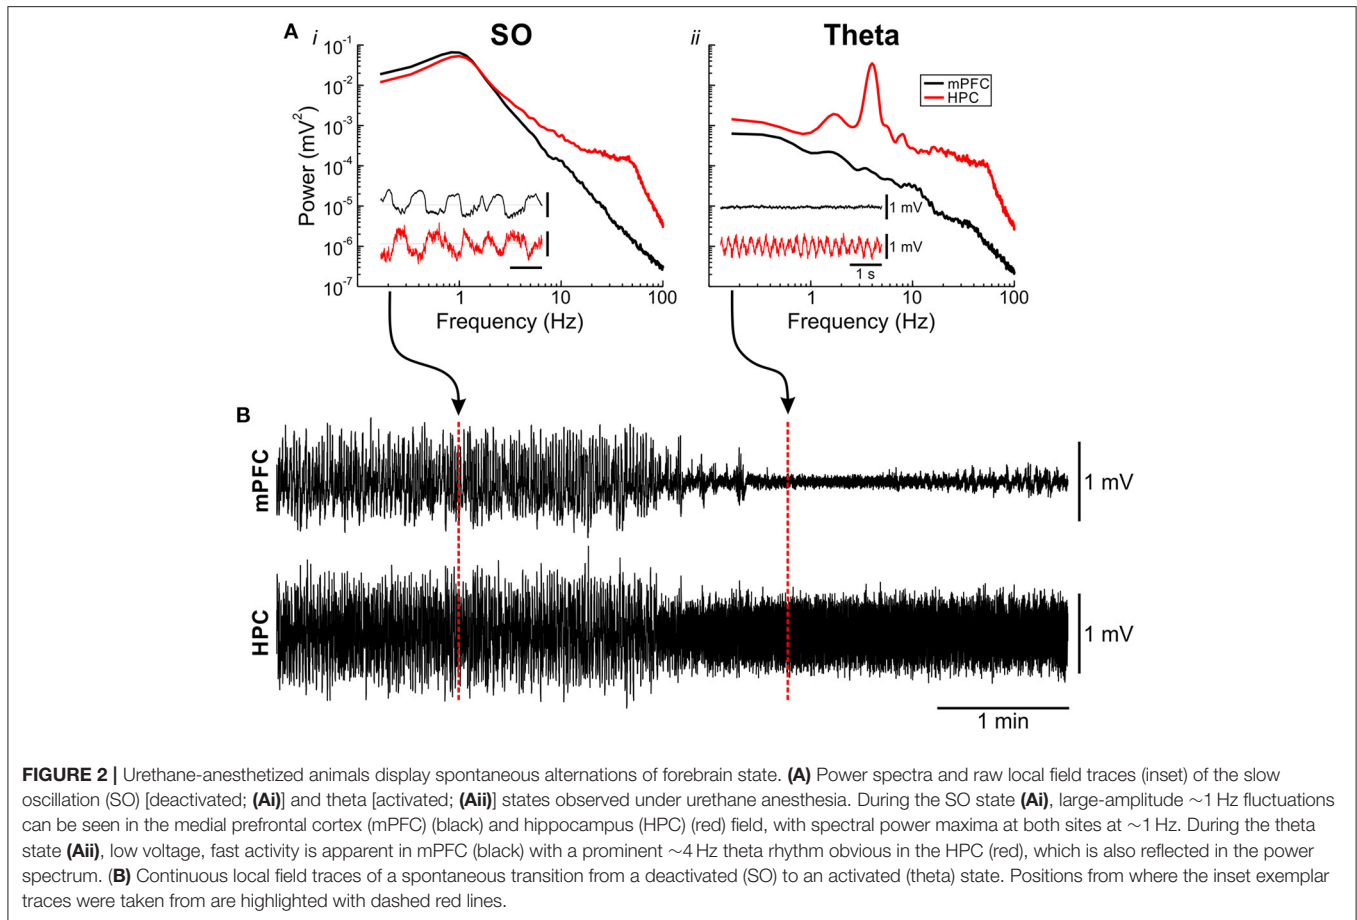 A
i
SO
ii
Theta
10⁻¹
10⁻²
10⁻³
10⁻⁴
10⁻⁵
10⁻⁶
10⁻⁷
Power (mV²)
1
10
100
Frequency (Hz)
mPFC
HPC
1 mV
1 mV
1 s
1
10
100
Frequency (Hz)
B
mPFC
1 mV
HPC
1 mV
1 min
FIGURE 2 | Urethane-anesthetized animals display spontaneous alternations of forebrain state. (A) Power spectra and raw local field traces (inset) of the slow
oscillation (SO) [deactivated; (Ai)] and theta [activated; (Aii)] states observed under urethane anesthesia. During the SO state (Ai), large-amplitude ∼1 Hz fluctuations
can be seen in the medial prefrontal cortex (mPFC) (black) and hippocampus (HPC) (red) field, with spectral power maxima at both sites at ∼1 Hz. During the theta
state (Aii), low voltage, fast activity is apparent in mPFC (black) with a prominent ∼4 Hz theta rhythm obvious in the HPC (red), which is also reflected in the power
spectrum. (B) Continuous local field traces of a spontaneous transition from a deactivated (SO) to an activated (theta) state. Positions from where the inset exemplar
traces were taken from are highlighted with dashed red lines.